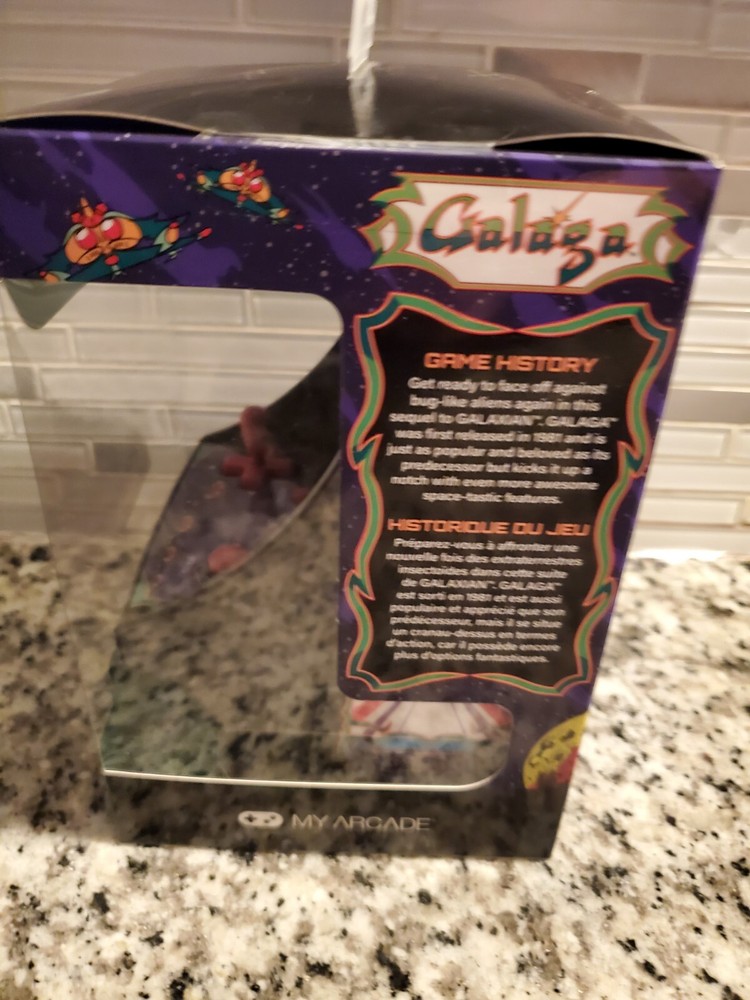 Galaga
GAME HISTORY
Get ready to face off against
bug-like aliens again in this
sequel to GALAXIAN™. GALAGA™
was first released in 1981 and is
just as popular and beloved as its
predecessor but kicks it up a
notch with even more awesome
space-tastic features.
HISTORIQUE DU JEU
Préparez-vous à affronter une
nouvelle fois des extraterrestres
insectoïdes dans cette suite
de GALAXIAN™. GALAGA™
est sorti en 1981 et est aussi
populaire et apprécié que son
prédécesseur, mais il se situe
un cran au-dessus en termes
d'action, car il possède encore
plus d'options fantastiques.
MY ARCADE